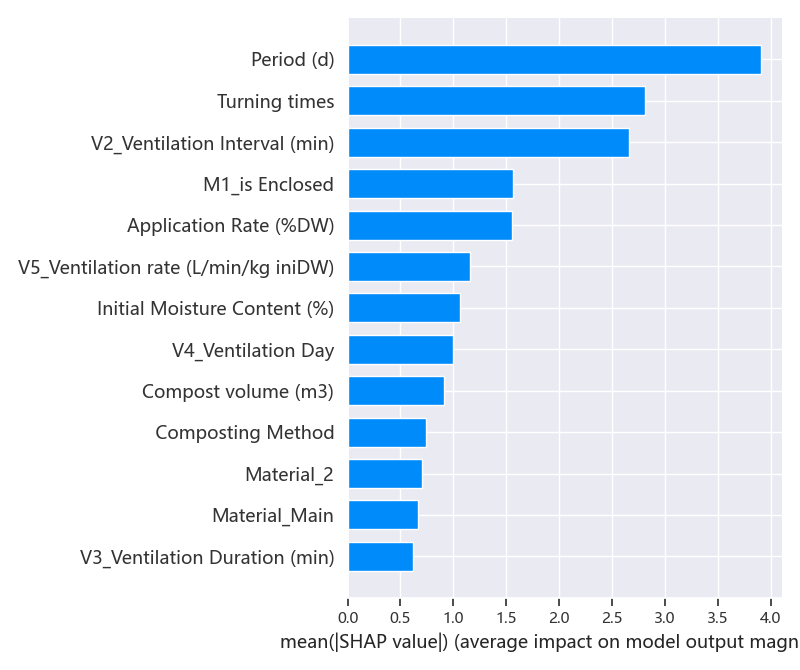 Period (d)
Turning times
V2_Ventilation Interval (min)
M1_is Enclosed
Application Rate (%DW)
V5_Ventilation rate (L/min/kg iniDW)
Initial Moisture Content (%)
V4_Ventilation Day
Compost volume (m3)
Composting Method
Material_2
Material_Main
V3_Ventilation Duration (min)
0.0 0.5 1.0 1.5 2.0 2.5 3.0 3.5 4.0
mean(|SHAP value|) (average impact on model output magn